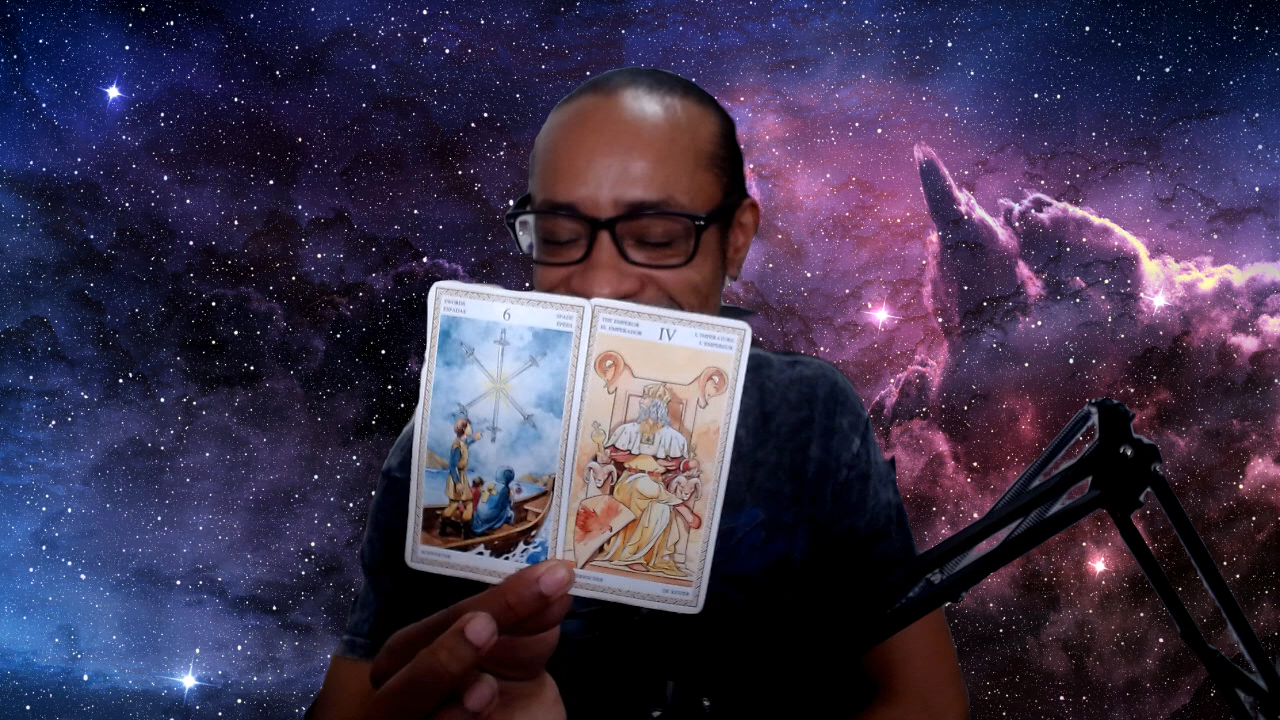 SWORDS
ESPADAS
6
SPADE
ÉPÉES
THE EMPEROR
EL EMPERADOR
IV
L'IMPERATORE
L'EMPEREUR